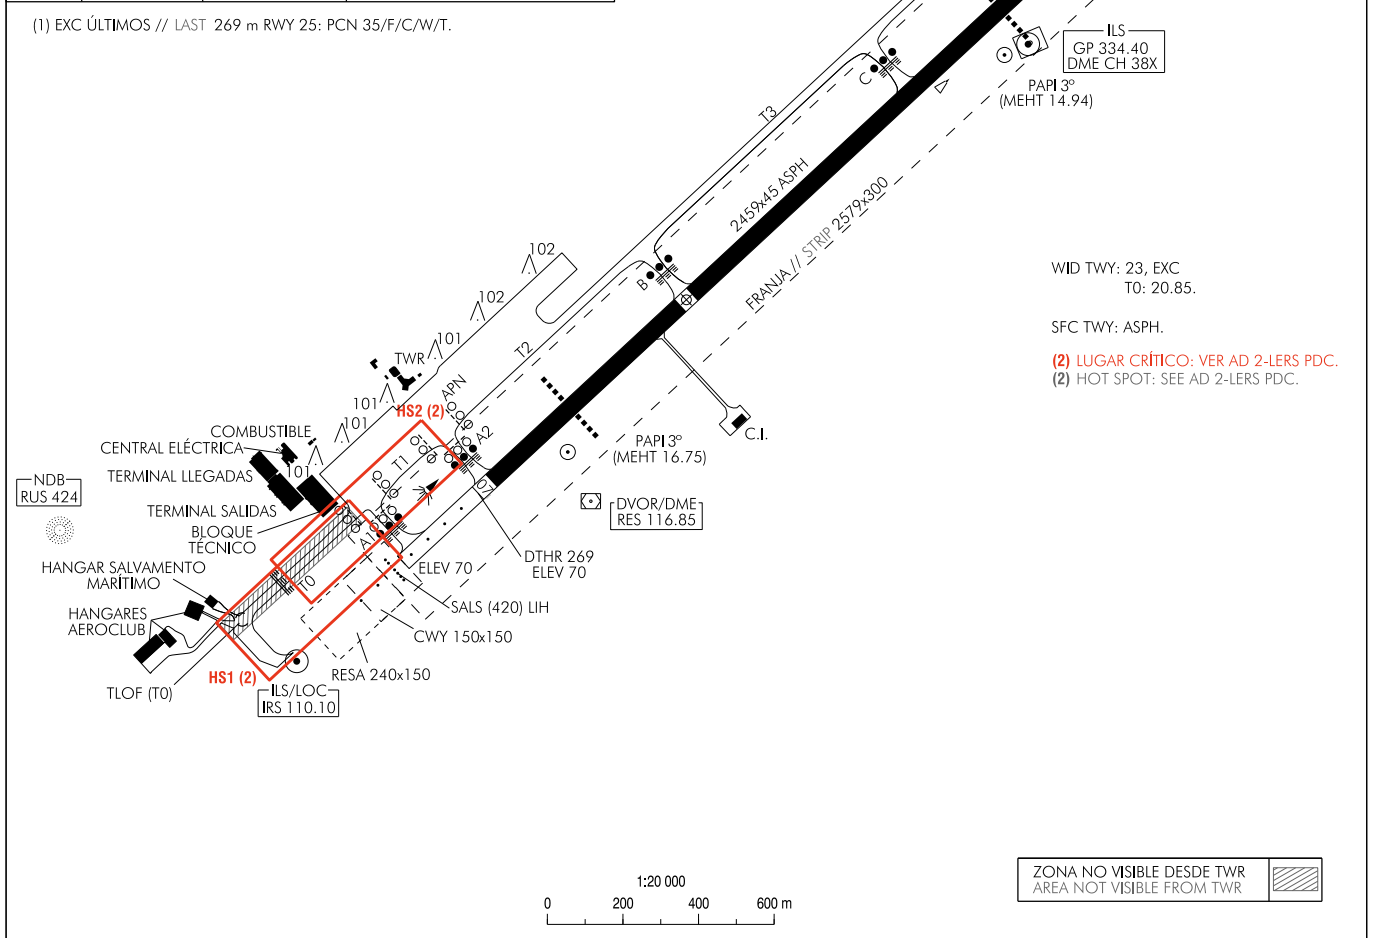 (1) EXC ÚLTIMOS // LAST 269 m RWY 25: PCN 35/F/C/W/T.
ILS
GP 334.40
DME CH 38X
PAPI 3º
(MEHT 14.94)
C
T3
2459x45 ASPH
FRANJA // STRIP 2579x300
WID TWY: 23, EXC
T0: 20.85.
SFC TWY: ASPH.
(2) LUGAR CRÍTICO: VER AD 2-LERS PDC.
(2) HOT SPOT: SEE AD 2-LERS PDC.
102
102
B
T2
101
TWR
APN
101
HS2 (2)
101
COMBUSTIBLE
CENTRAL ELÉCTRICA
101
TERMINAL LLEGADAS
A2
T1
C.I.
PAPI 3º
(MEHT 16.75)
NDB
RUS 424
07
DVOR/DME
RES 116.85
TERMINAL SALIDAS
BLOQUE
TÉCNICO
A1
DTHR 269
ELEV 70
ELEV 70
HANGAR SALVAMENTO
MARÍTIMO
T0
SALS (420) LIH
HANGARES
AEROCLUB
CWY 150x150
RESA 240x150
HS1 (2)
TLOF (T0)
ILS/LOC
IRS 110.10
1:20 000
0 200 400 600 m
ZONA NO VISIBLE DESDE TWR
AREA NOT VISIBLE FROM TWR